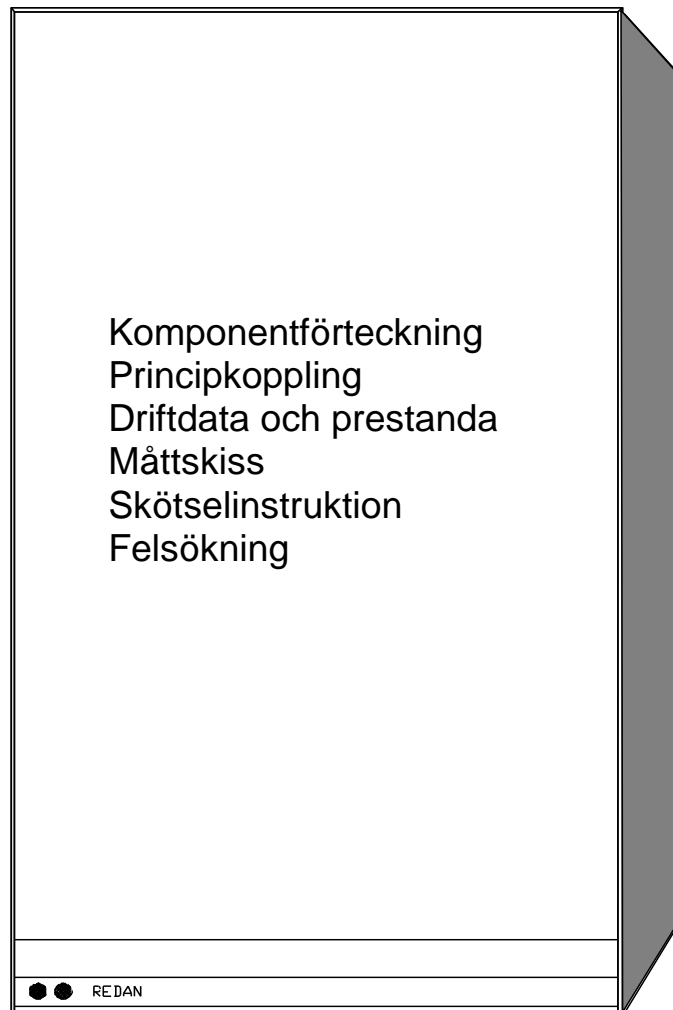 Komponentförteckning
Principkoppling
Driftdata och prestanda
Måttskiss
Skötselinstruktion
Felsökning
REDAN